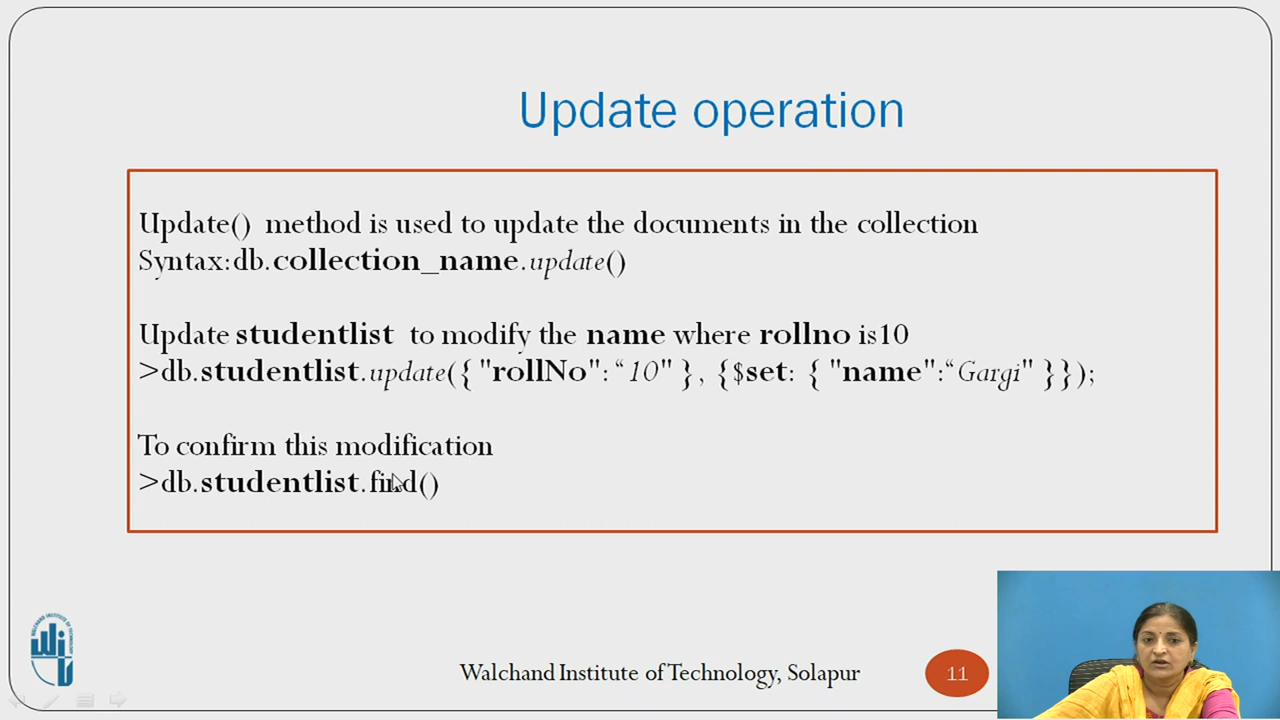 Update operation
Update() method is used to update the documents in the collection
Syntax:db.collection_name.update()
Update studentlist to modify the name where rollno is10
>db.studentlist.update({ "rollNo": “10" }, {$set: { "name":“Gargi" }});
To confirm this modification
>db.studentlist.find()
Walchand Institute of Technology, Solapur
11